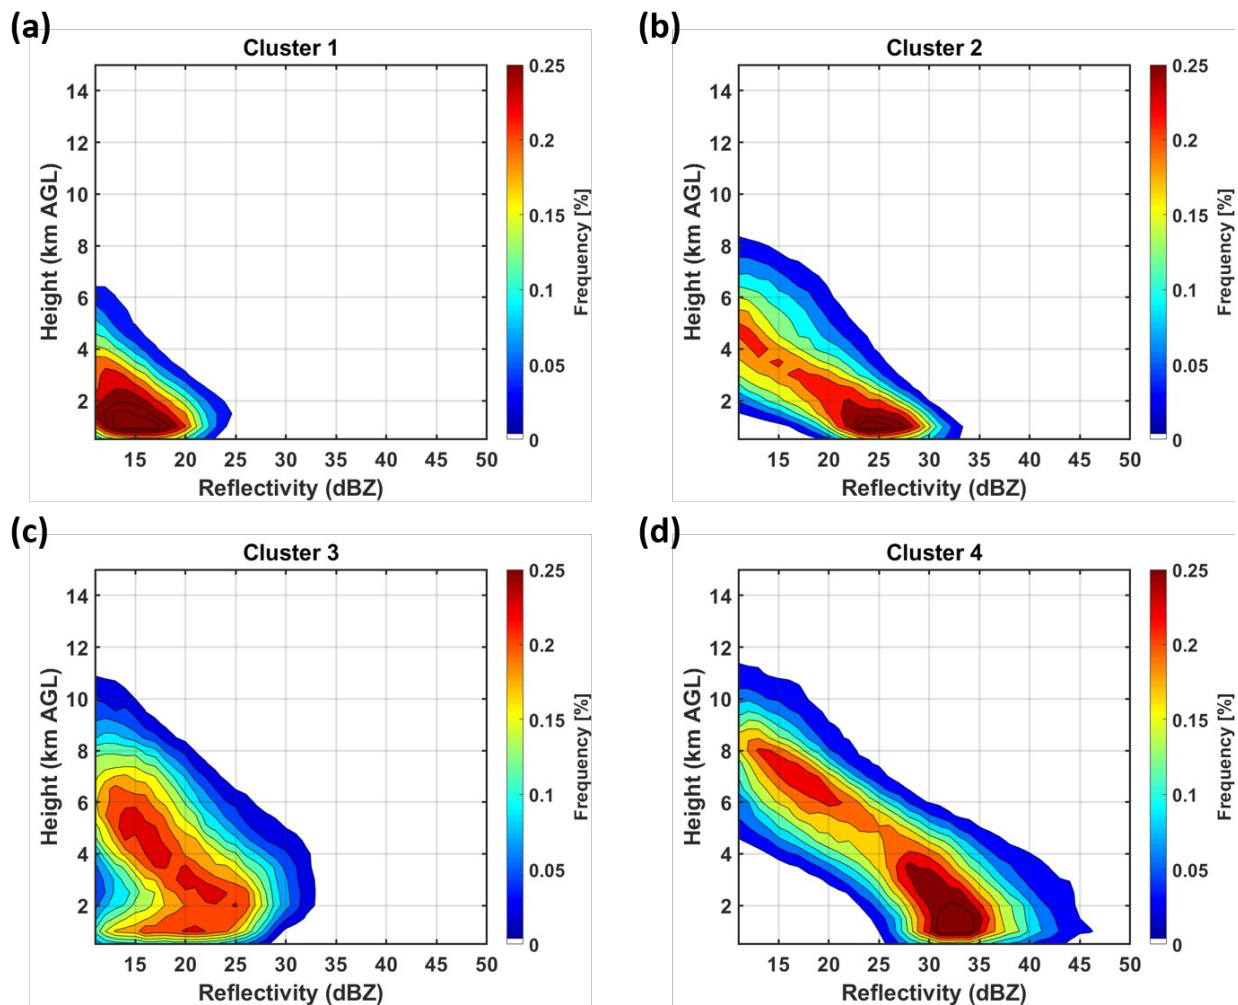 (a)
Cluster 1
14
12
10
8
6
4
2
Height (km AGL)
15 20 25 30 35 40 45 50
Reflectivity (dBZ)
0.25
0.2
0.15
0.1
0.05
0
Frequency [%]
(b)
Cluster 2
14
12
10
8
6
4
2
Height (km AGL)
15 20 25 30 35 40 45 50
Reflectivity (dBZ)
0.25
0.2
0.15
0.1
0.05
0
Frequency [%]
(c)
Cluster 3
14
12
10
8
6
4
2
Height (km AGL)
15 20 25 30 35 40 45 50
Reflectivity (dBZ)
0.25
0.2
0.15
0.1
0.05
0
Frequency [%]
(d)
Cluster 4
14
12
10
8
6
4
2
Height (km AGL)
15 20 25 30 35 40 45 50
Reflectivity (dBZ)
0.25
0.2
0.15
0.1
0.05
0
Frequency [%]